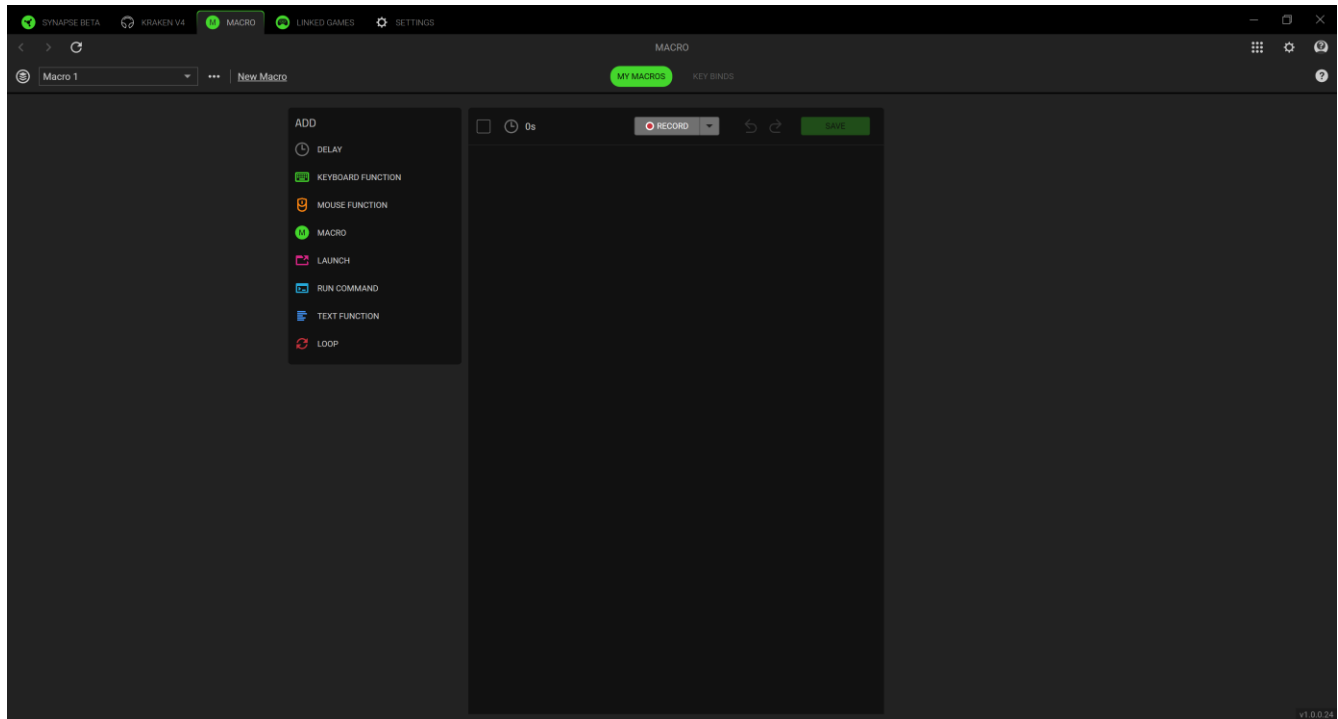 SYNAPSE BETA KRAKEN V4 M MACRO LINKED GAMES SETTINGS
MACRO
Macro 1 ••• New Macro MY MACROS KEY BINDS ?
ADD
0s RECORD SAVE
DELAY
KEYBOARD FUNCTION
MOUSE FUNCTION
M MACRO
LAUNCH
RUN COMMAND
TEXT FUNCTION
LOOP
v1.0.0.24